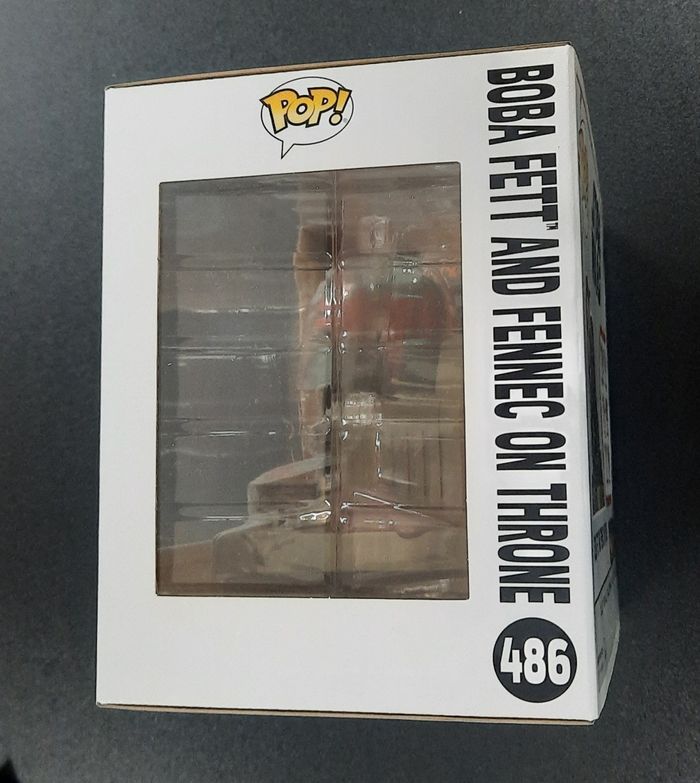 POP!
BOBA FETT™ AND FENNEC ON THRONE
486